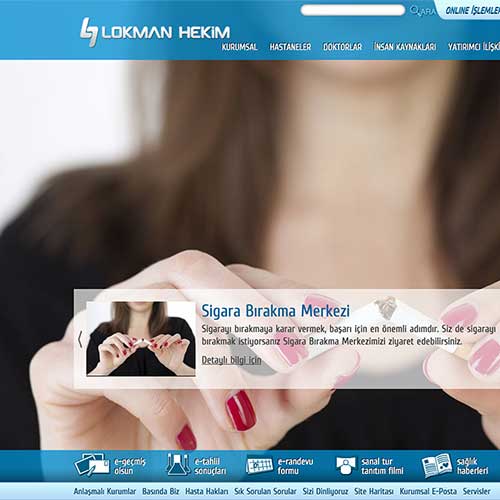 ARA
ONLINE İŞLEMLER
LOKMAN HEKİM
KURUMSAL HASTANELER DOKTORLAR İNSAN KAYNAKLARI YATIRIMCI İLİŞKİ
Sigara Bırakma Merkezi
Sigarayı bırakmaya karar vermek, başarı için en önemli adımdır. Siz de sigarayı
bırakmak istiyorsanız Sigara Bırakma Merkezimizi ziyaret edebilirsiniz.
Detaylı bilgi için
e-geçmiş
olsun
e-tahlil
sonuçları
e-randevu
formu
sanal tur
tanıtım filmi
sağlık
haberleri
Anlaşmalı Kurumlar Basında Biz Hasta Hakları Sık Sorulan Sorular Sizi Dinliyoruz Site Haritası Kurumsal E-Posta Servisler